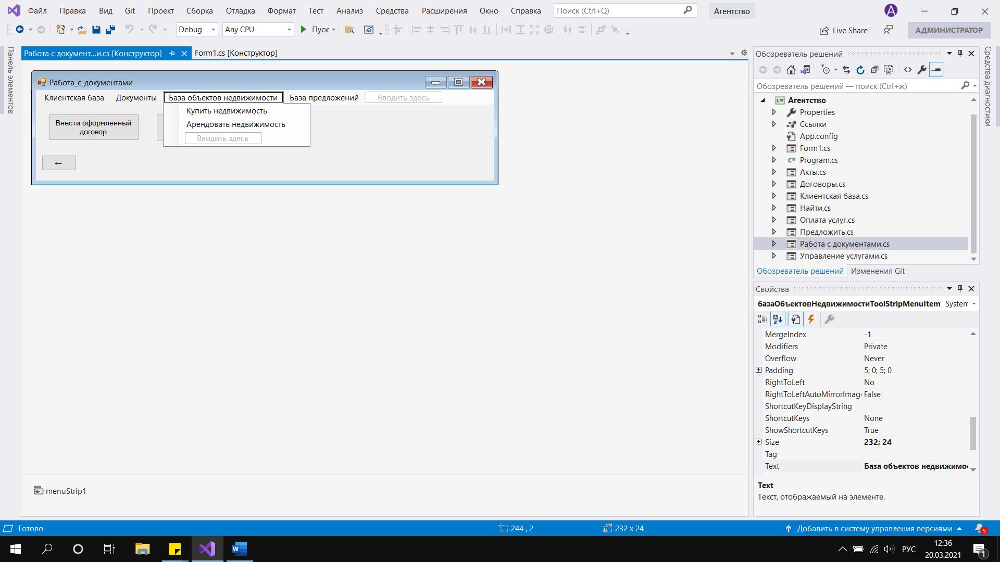 Файл Правка Вид Git Проект Сборка Отладка Формат Тест Анализ Средства Расширения Окно Справка Поиск (Ctrl+Q) Агентство A
Debug Any CPU Пуск Live Share АДМИНИСТРАТОР
Панель элементов
Работа с документ...и.cs [Конструктор] Form1.cs [Конструктор]
Работа_с_документами
Клиентская база Документы База объектов недвижимости База предложений Вводить здесь
Купить недвижимость
Арендовать недвижимость
Вводить здесь
Внести оформленный
договор
←
menuStrip1
Обозреватель решений
Обозреватель решений — поиск (Ctrl+ж)
C# Агентство
Properties
Ссылки
App.config
Form1.cs
C# Program.cs
Акты.cs
Договоры.cs
Клиентская база.cs
Найти.cs
Оплата услуг.cs
Предложить.cs
Работа с документами.cs
Управление услугами.cs
Обозреватель решений Изменения Git
Средства диагностики
Свойства
базаОбъектовНедвижимостиToolStripMenuItem System
MergeIndex -1
Modifiers Private
Overflow Never
Padding 5; 0; 5; 0
RightToLeft No
RightToLeftAutoMirrorImage False
ShortcutKeyDisplayString
ShortcutKeys None
ShowShortcutKeys True
Size 232; 24
Tag
Text База объектов недвижимо
Text
Текст, отображаемый на элементе.
Готово 244 , 2 232 x 24 Добавить в систему управления версиями 5
W РУС 12:36
20.03.2021 1